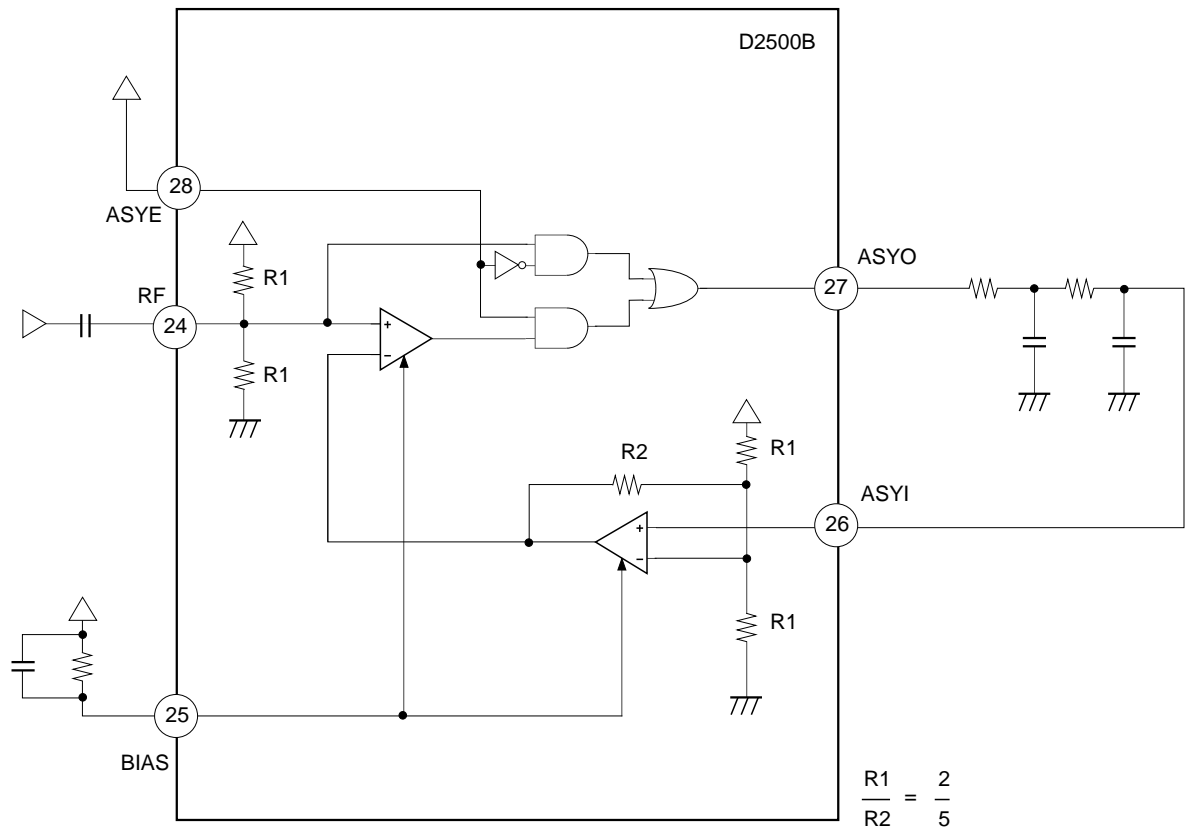 D2500B
28
ASYE
R1
RF
24
+
−
R1
ASYO
27
R1
R2
ASYI
26
+
−
R1
25
BIAS
R1
R2
=
2
5